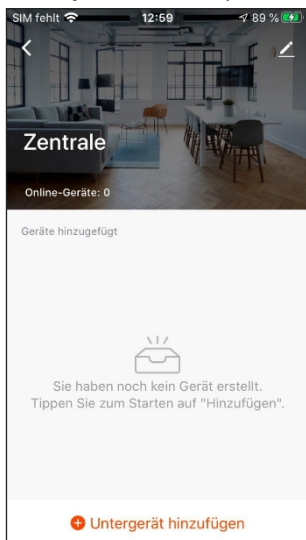 SIM fehlt 12:59 89 %
Zentrale
Online-Geräte: 0
Geräte hinzugefügt
Sie haben noch kein Gerät erstellt.
Tippen Sie zum Starten auf "Hinzufügen".
Untergerät hinzufügen